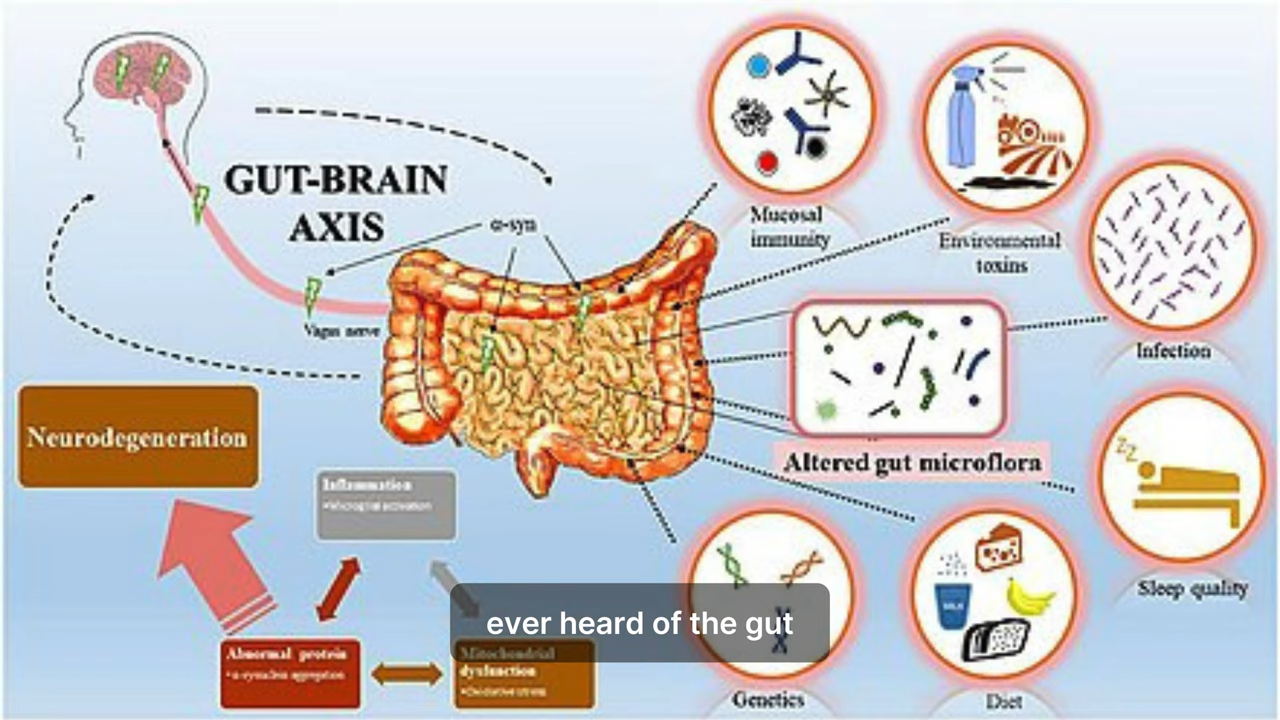 GUT-BRAIN
AXIS
α-syn
Vagus nerve
Mucosal
immunity
Environmental
toxins
Infection
Altered gut microflora
Sleep quality
Genetics
Diet
MILK
ZZ
Neurodegeneration
Inflammation
•Microglial activation
Abnormal protein
•α-synuclein aggregation
Mitochondrial
dysfunction
•Oxidative stress
ever heard of the gut